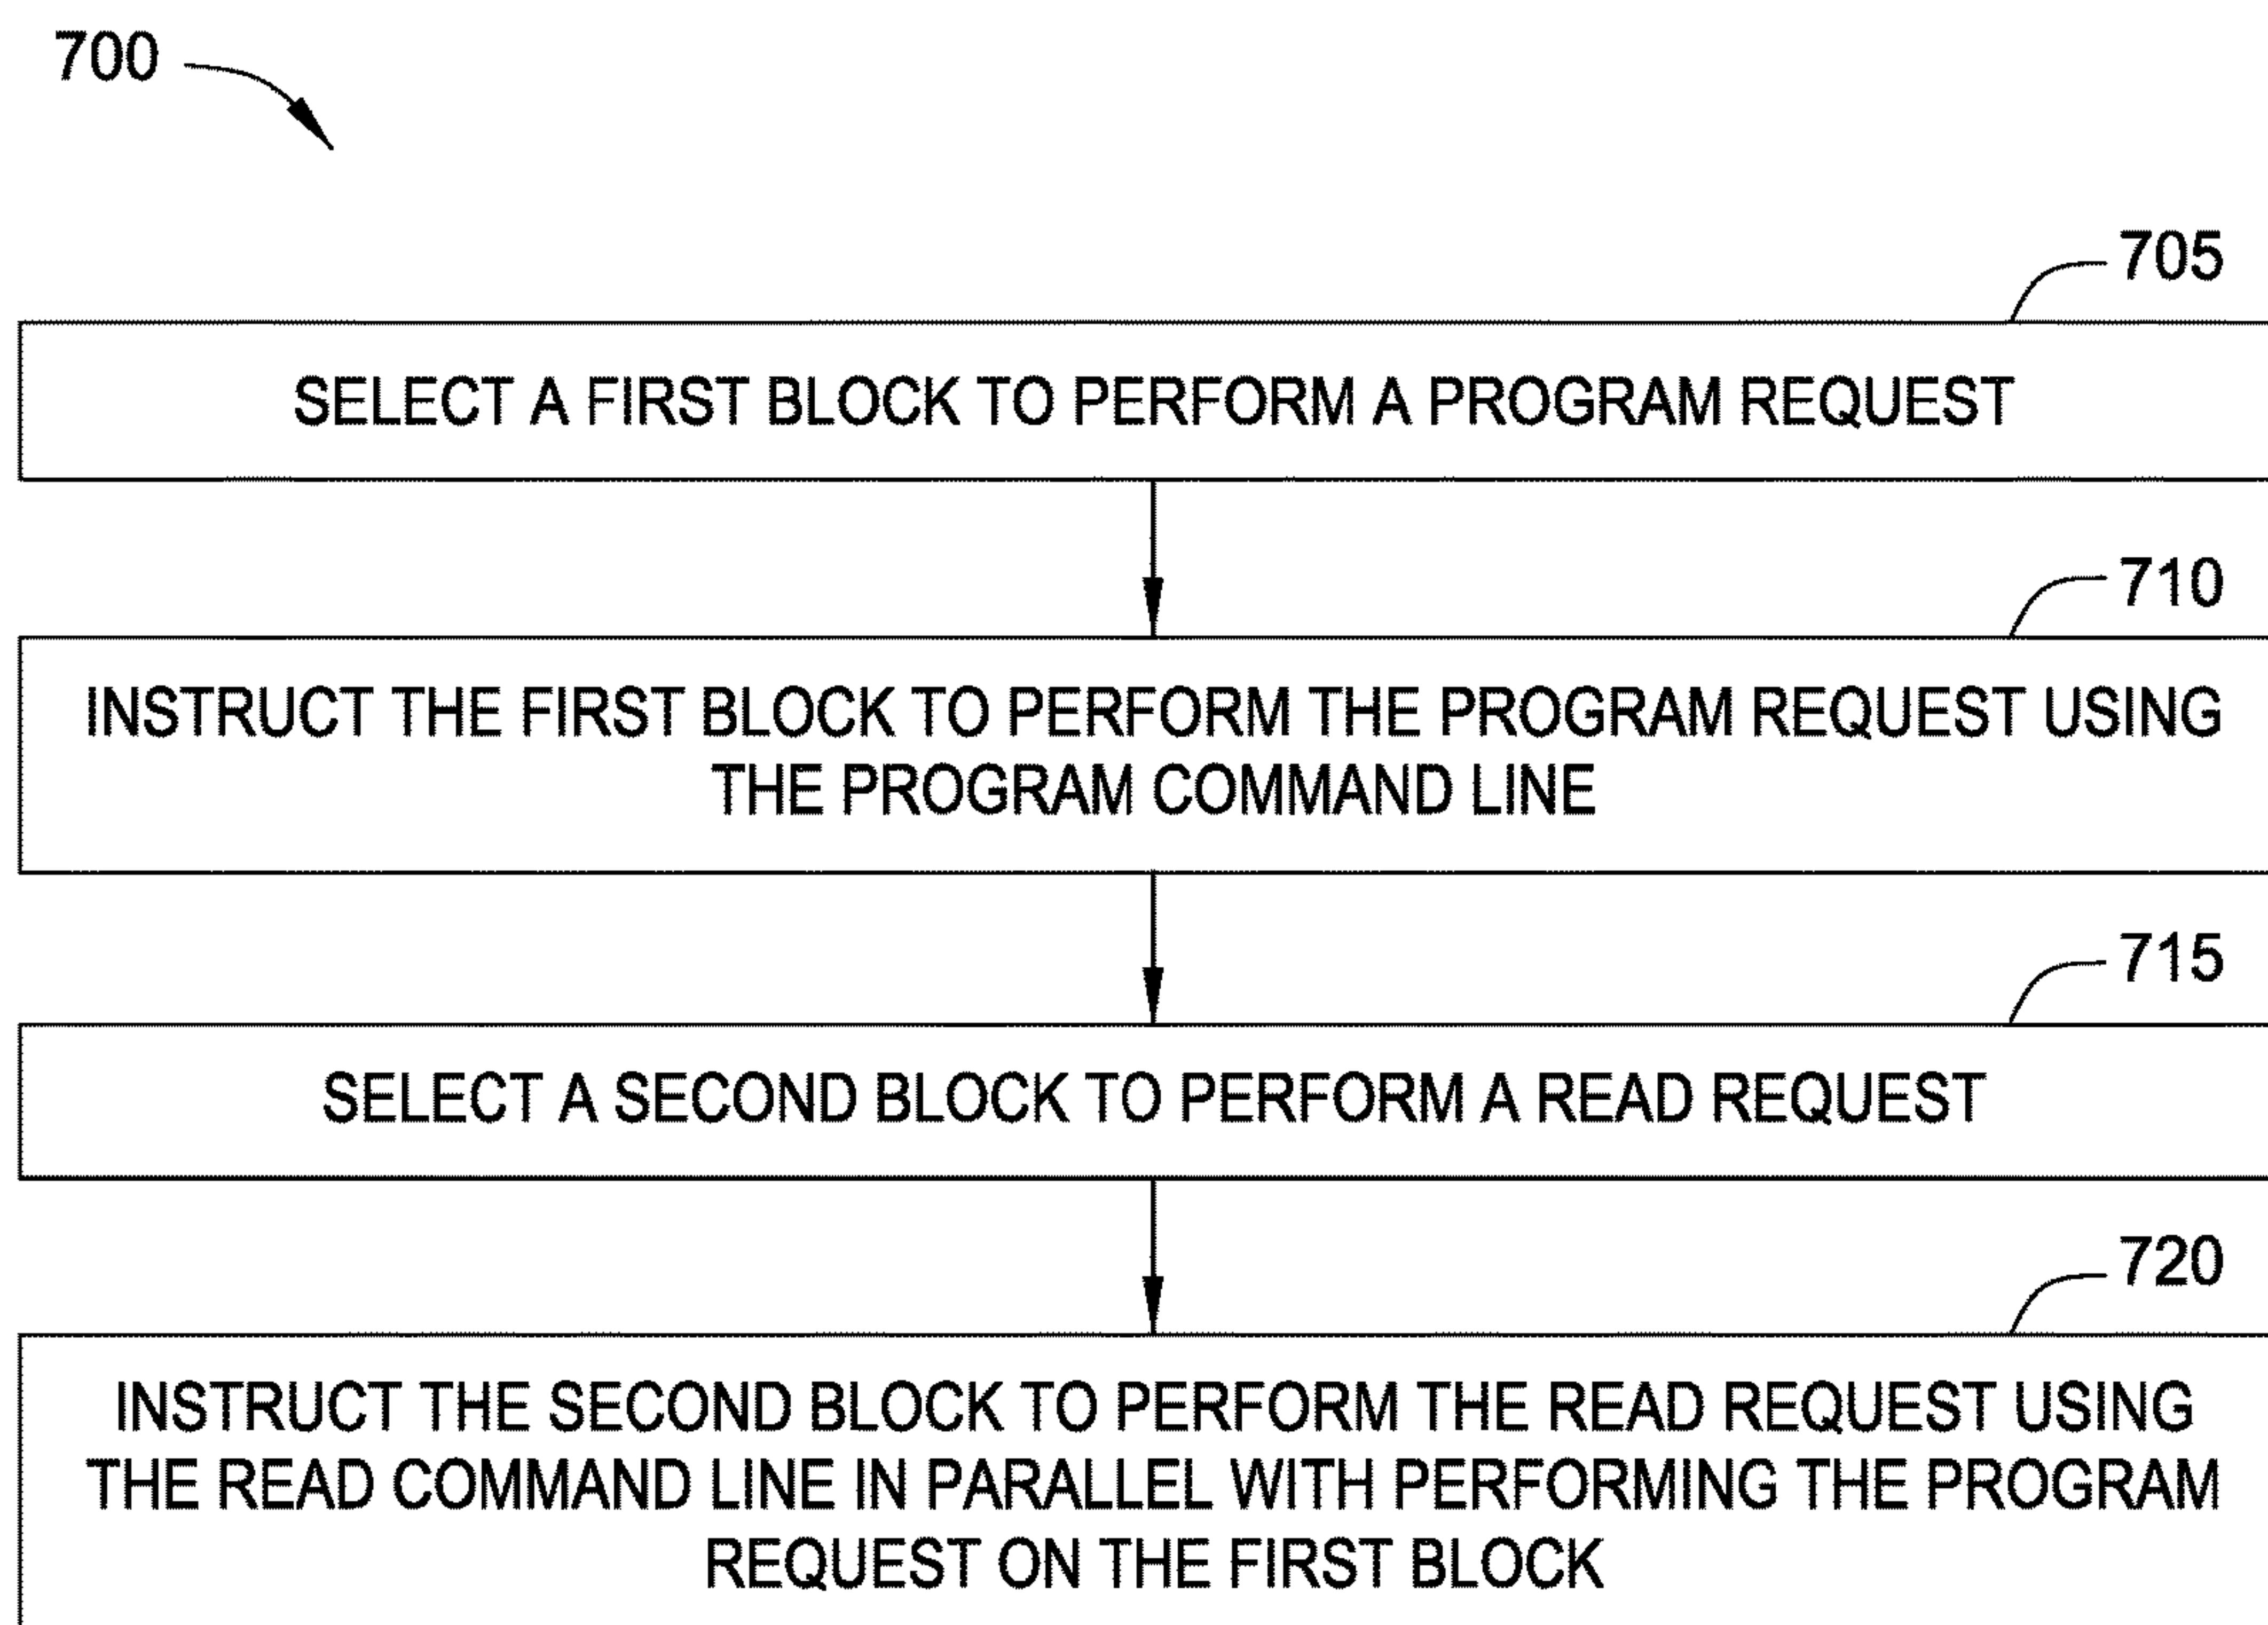 700
705
SELECT A FIRST BLOCK TO PERFORM A PROGRAM REQUEST
710
INSTRUCT THE FIRST BLOCK TO PERFORM THE PROGRAM REQUEST USING
THE PROGRAM COMMAND LINE
715
SELECT A SECOND BLOCK TO PERFORM A READ REQUEST
720
INSTRUCT THE SECOND BLOCK TO PERFORM THE READ REQUEST USING
THE READ COMMAND LINE IN PARALLEL WITH PERFORMING THE PROGRAM
REQUEST ON THE FIRST BLOCK